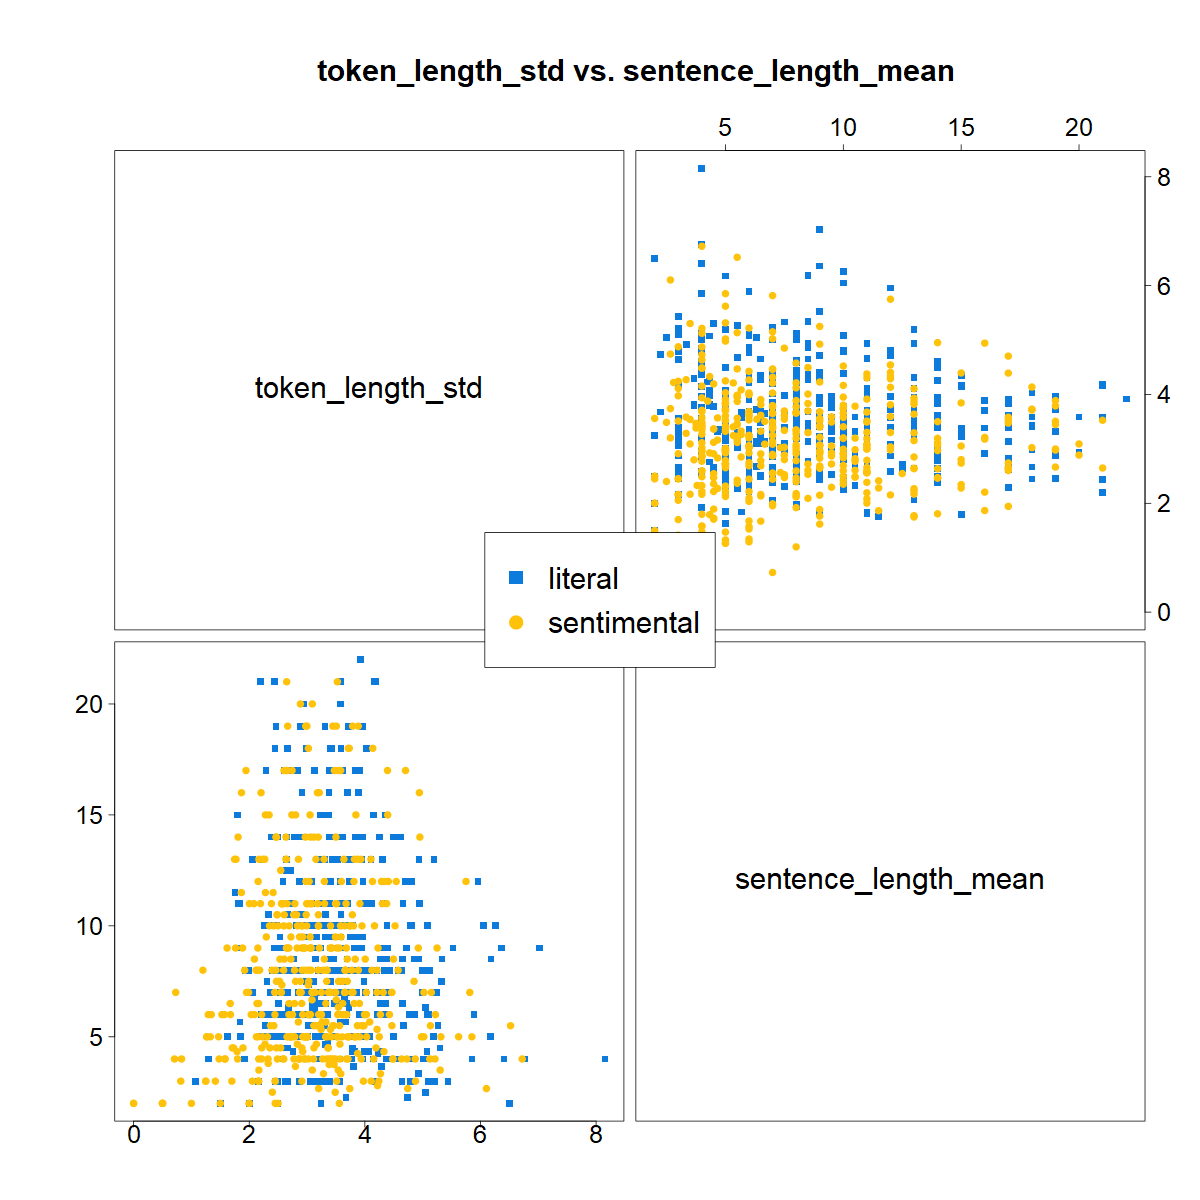 token_length_std vs. sentence_length_mean
5 10 15 20
8
6
4
2
0
token_length_std
literal
sentimental
20
15
10
5
sentence_length_mean
0 2 4 6 8